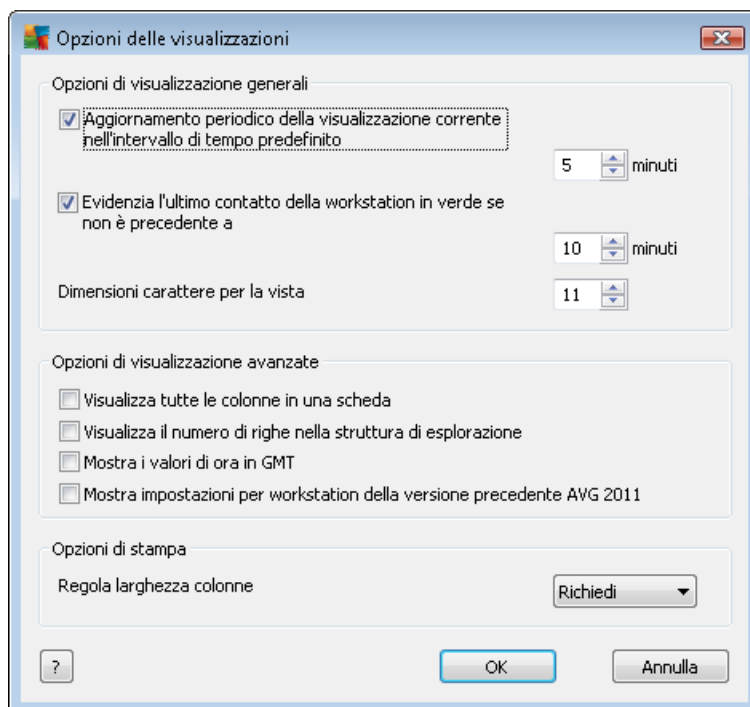 Opzioni delle visualizzazioni
Opzioni di visualizzazione generali
Aggiornamento periodico della visualizzazione corrente
nell'intervallo di tempo predefinito
5 minuti
Evidenzia l'ultimo contatto della workstation in verde se
non è precedente a
10 minuti
Dimensioni carattere per la vista 11
Opzioni di visualizzazione avanzate
Visualizza tutte le colonne in una scheda
Visualizza il numero di righe nella struttura di esplorazione
Mostra i valori di ora in GMT
Mostra impostazioni per workstation della versione precedente AVG 2011
Opzioni di stampa
Regola larghezza colonne Richiedi
? OK Annulla